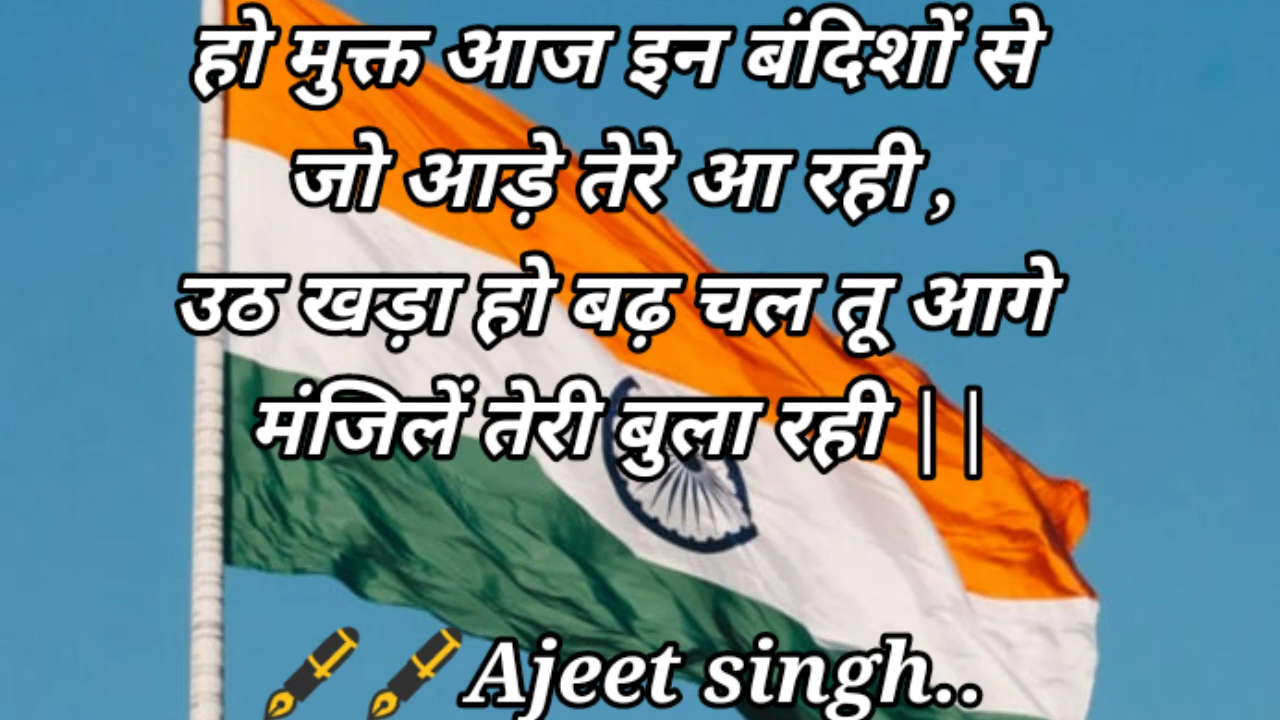 हो मुक्त आज इन बंदिशों से
जो आड़े तेरे आ रही ,
उठ खड़ा हो बढ़ चल तू आगे
मंजिलें तेरी बुला रही ||
Ajeet singh..